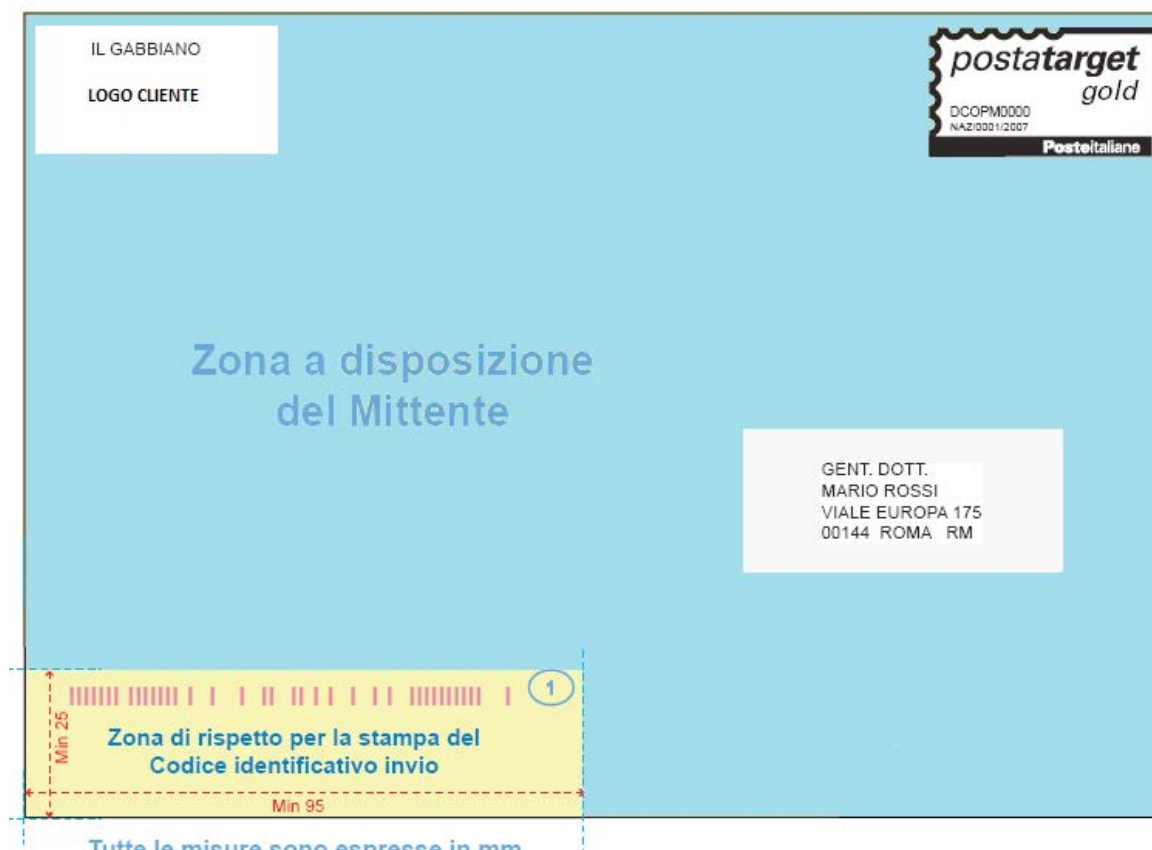 IL GABBIANO
LOGO CLIENTE
postatarget
gold
DCOPM0000
NAZ/0001/2007
Posteitaliane
Zona a disposizione
del Mittente
GENT. DOTT.
MARIO ROSSI
VIALE EUROPA 175
00144 ROMA RM
1
Min 25
Zona di rispetto per la stampa del
Codice identificativo invio
Min 95
Tutte le misure sono espresse in mm